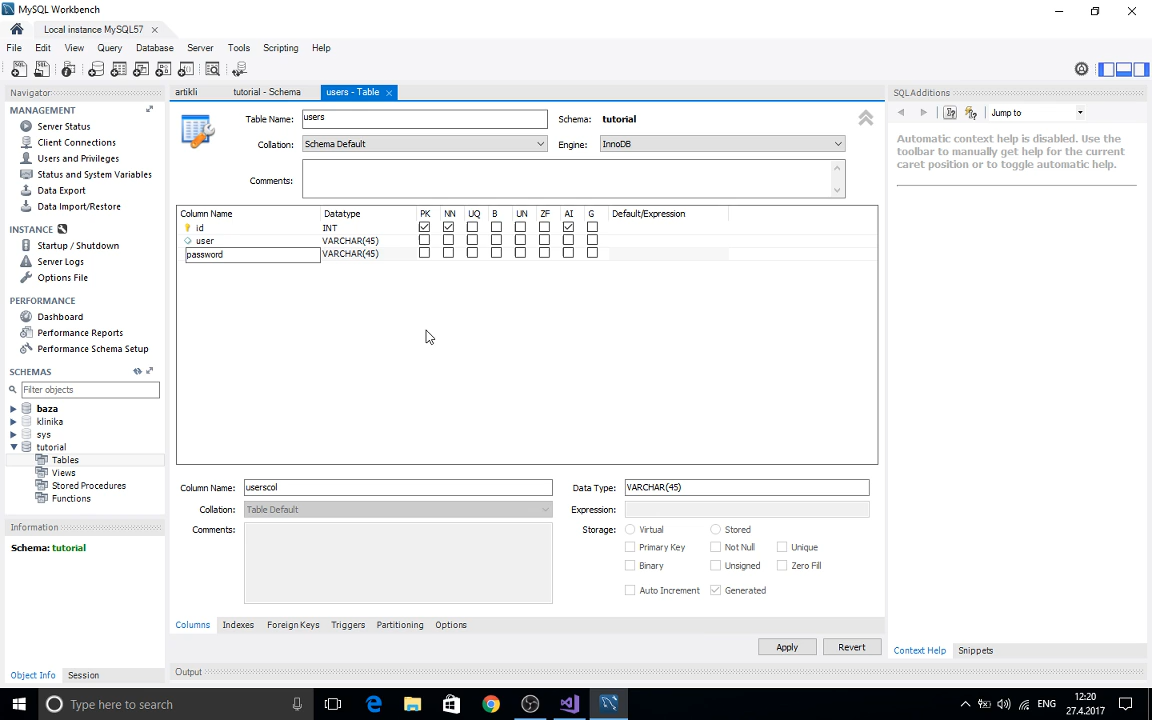 MySQL Workbench
Local instance MySQL57
File Edit View Query Database Server Tools Scripting Help
Navigator
MANAGEMENT
Server Status
Client Connections
Users and Privileges
Status and System Variables
Data Export
Data Import/Restore
INSTANCE
Startup / Shutdown
Server Logs
Options File
PERFORMANCE
Dashboard
Performance Reports
Performance Schema Setup
SCHEMAS
Filter objects
baza
klinika
sys
tutorial
Tables
Views
Stored Procedures
Functions
Information
Schema: tutorial
Object Info Session
artikli tutorial - Schema users - Table
Table Name: users Schema: tutorial
Collation: Schema Default Engine: InnoDB
Comments:
Column Name Datatype PK NN UQ B UN ZF AI G Default/Expression
id INT
user VARCHAR(45)
password VARCHAR(45)
Column Name: userscol Data Type: VARCHAR(45)
Collation: Table Default Expression:
Comments: Storage: Virtual Stored
Primary Key Not Null Unique
Binary Unsigned Zero Fill
Auto Increment Generated
Columns Indexes Foreign Keys Triggers Partitioning Options
Apply Revert
Output
SQLAdditions
Jump to
Automatic context help is disabled. Use the
toolbar to manually get help for the current
caret position or to toggle automatic help.
Context Help Snippets
Type here to search
ENG
12:20
27.4.2017